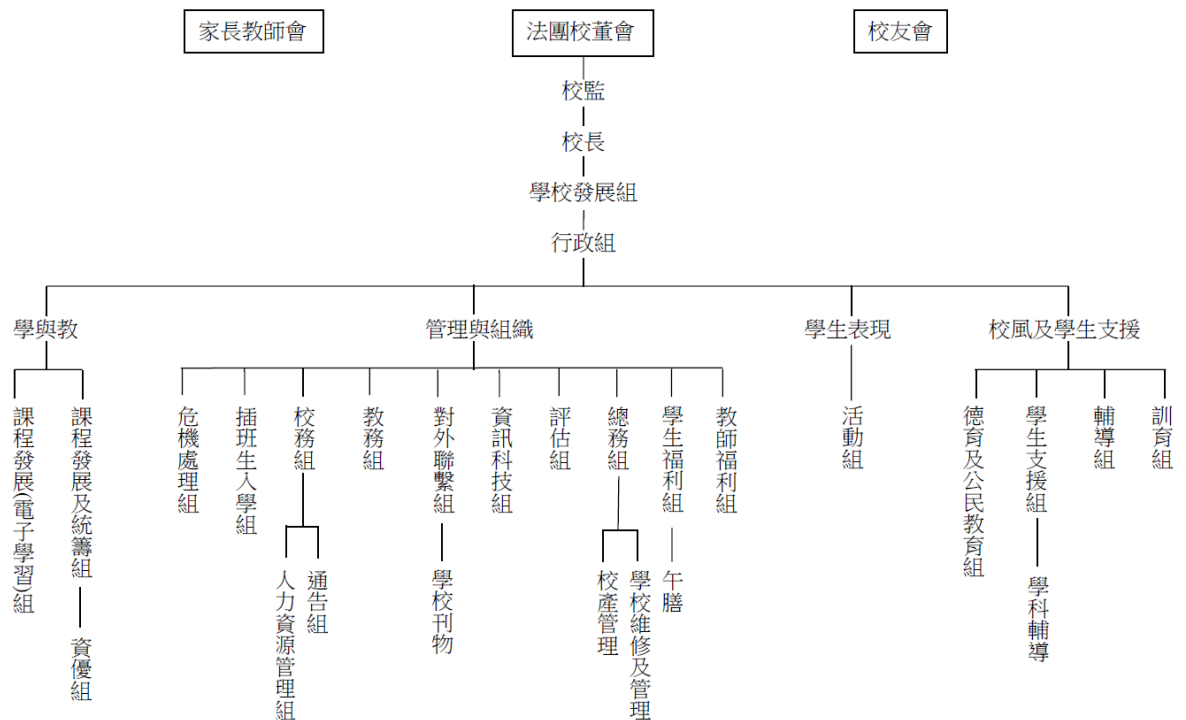 家長教師會
法團校董會
校友會
校監
校長
學校發展組
行政組
學與教
管理與組織
學生表現
校風及學生支援
課程發展(電子學習)組
課程發展及統籌組
危機處理組
插班生入學組
校務組
教務組
對外聯繫組
資訊科技組
評估組
總務組
學生福利組
教師福利組
活動組
德育及公民教育組
學生支援組
輔導組
訓育組
資優組
人力資源管理組
通告組
學校刊物
校產管理
學校維修及管理
午膳
學科輔導